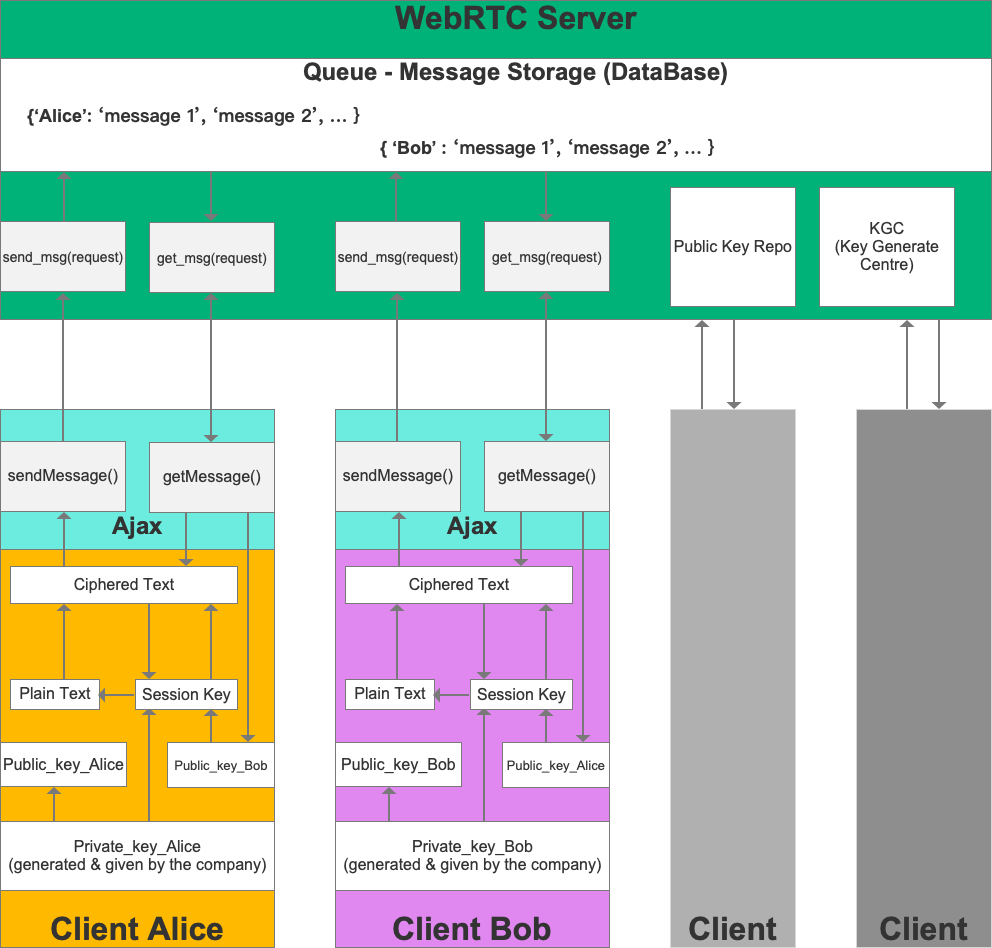 WebRTC Server
Queue - Message Storage (DataBase)
{‘Alice’: ‘message 1’, ‘message 2’, ... }
{ ‘Bob’ : ‘message 1’, ‘message 2’, ... }
send_msg(request)
get_msg(request)
send_msg(request)
get_msg(request)
Public Key Repo
KGC
(Key Generate
Centre)
sendMessage()
getMessage()
sendMessage()
getMessage()
Ajax
Ajax
Ciphered Text
Ciphered Text
Plain Text
Session Key
Plain Text
Session Key
Public_key_Alice
Public_key_Bob
Public_key_Bob
Public_key_Alice
Private_key_Alice
(generated & given by the company)
Private_key_Bob
(generated & given by the company)
Client Alice
Client Bob
Client
Client